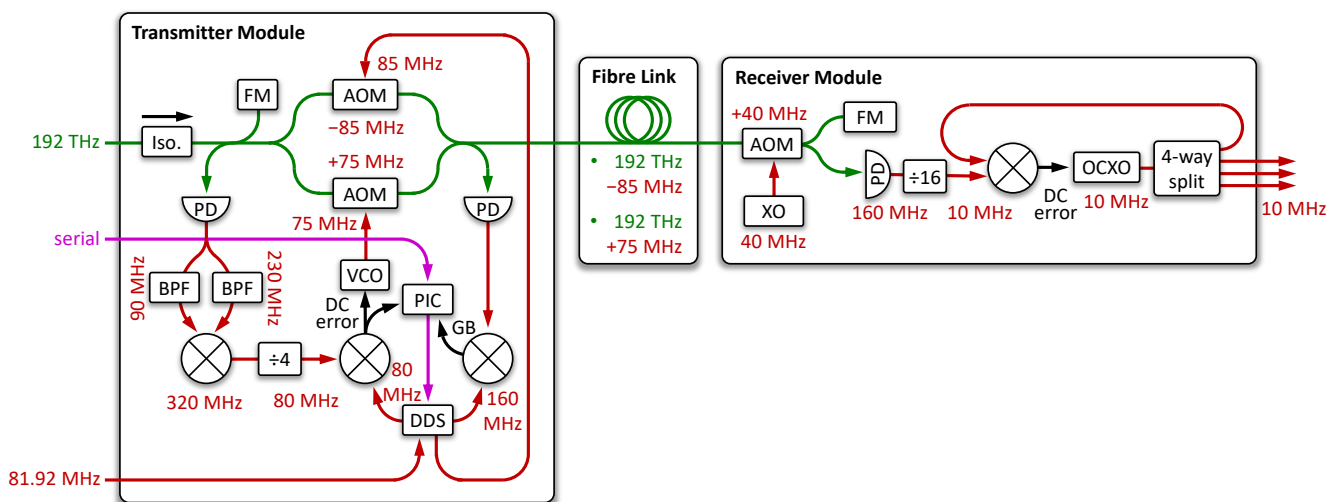 Transmitter Module
192 THz
Iso.
FM
85 MHz
AOM
−85 MHz
+75 MHz
AOM
75 MHz
PD
PD
serial
90 MHz
BPF
BPF
230 MHz
VCO
DC
error
PIC
GB
320 MHz
÷4
80 MHz
80
MHz
160
MHz
DDS
81.92 MHz
Fibre Link
• 192 THz
−85 MHz
• 192 THz
+75 MHz
Receiver Module
+40 MHz
AOM
FM
XO
40 MHz
PD
160 MHz
÷16
10 MHz
DC
error
OCXO
10 MHz
4-way
split
10 MHz